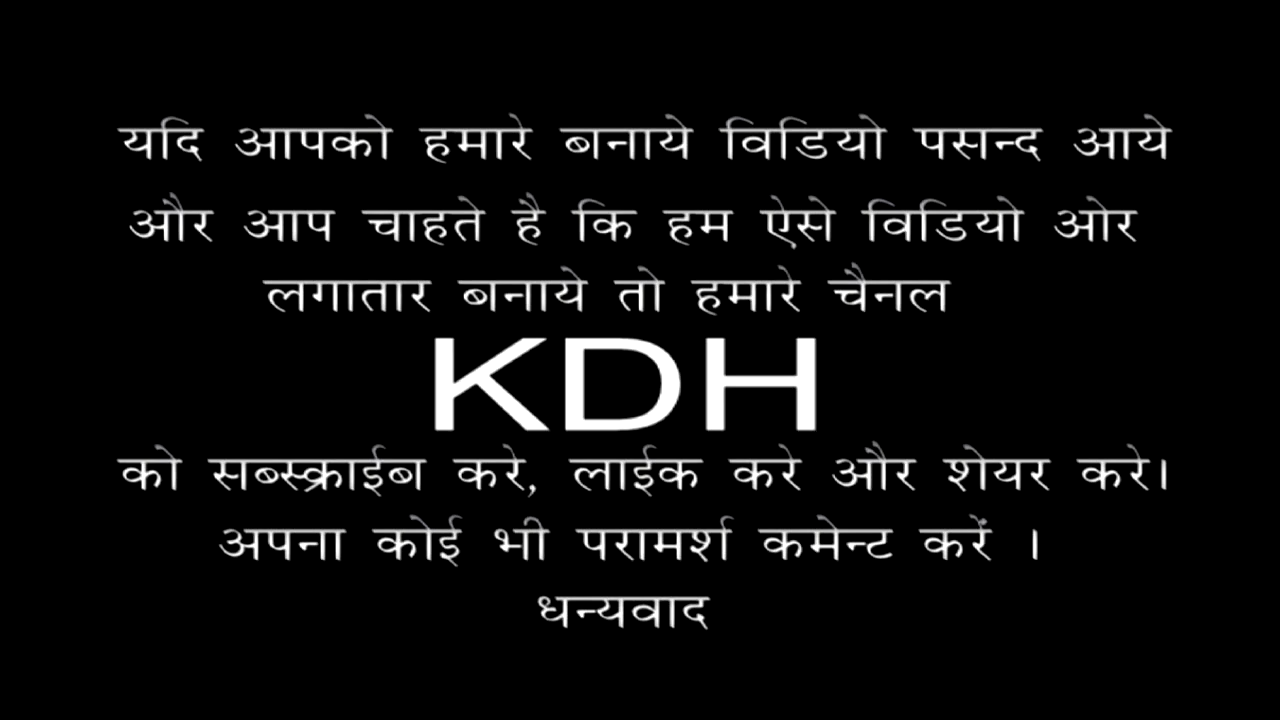 यदि आपको हमारे बनाये विडियो पसन्द आये
और आप चाहते है कि हम ऐसे विडियो ओर
लगातार बनाये तो हमारे चैनल
KDH
को सब्स्क्राईब करे, लाईक करे और शेयर करे।
अपना कोई भी परामर्श कमेन्ट करें ।
धन्यवाद